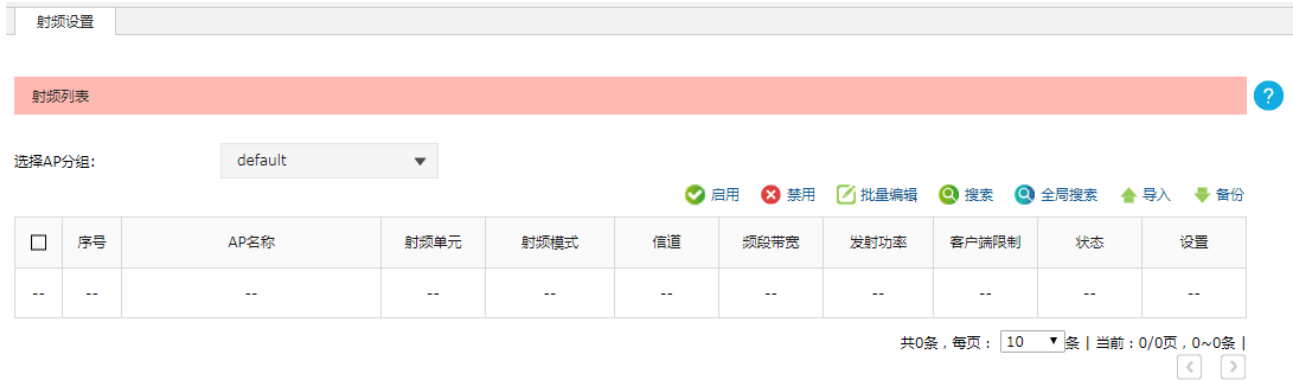 射频设置
射频列表
?
选择AP分组: default
启用 禁用 批量编辑 搜索 全局搜索 导入 备份
序号 AP名称 射频单元 射频模式 信道 频段带宽 发射功率 客户端限制 状态 设置
-- -- -- -- -- -- -- -- -- -- --
共0条，每页： 10 条 | 当前：0/0页，0~0条 |
< >